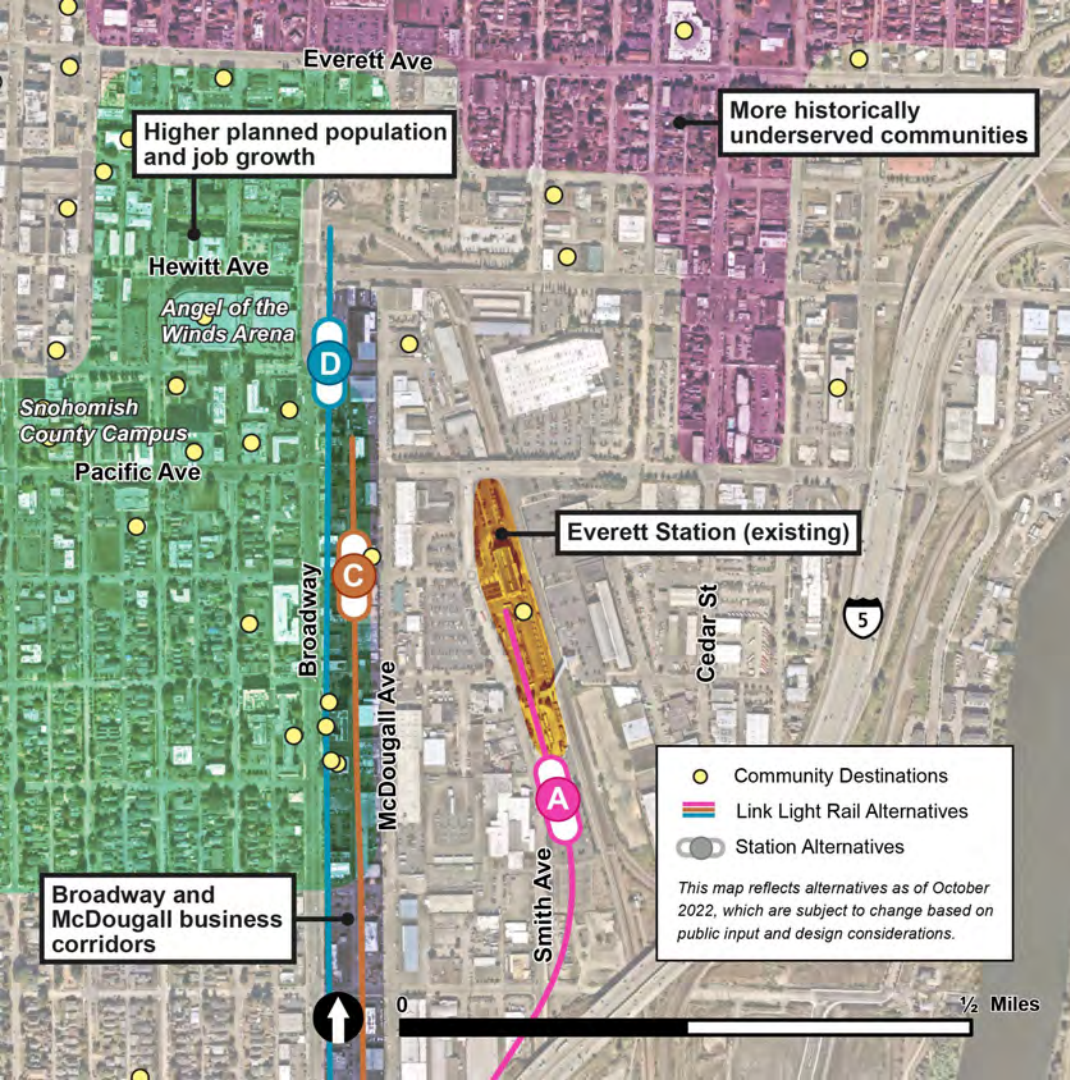 Everett Ave
Higher planned population
and job growth
More historically
underserved communities
Hewitt Ave
Angel of the
Winds Arena
D
Snohomish
County Campus
Pacific Ave
Everett Station (existing)
C
Broadway
McDougall Ave
Cedar St
5
A
Smith Ave
Community Destinations
Link Light Rail Alternatives
Station Alternatives
This map reflects alternatives as of October
2022, which are subject to change based on
public input and design considerations.
Broadway and
McDougall business
corridors
0
½ Miles